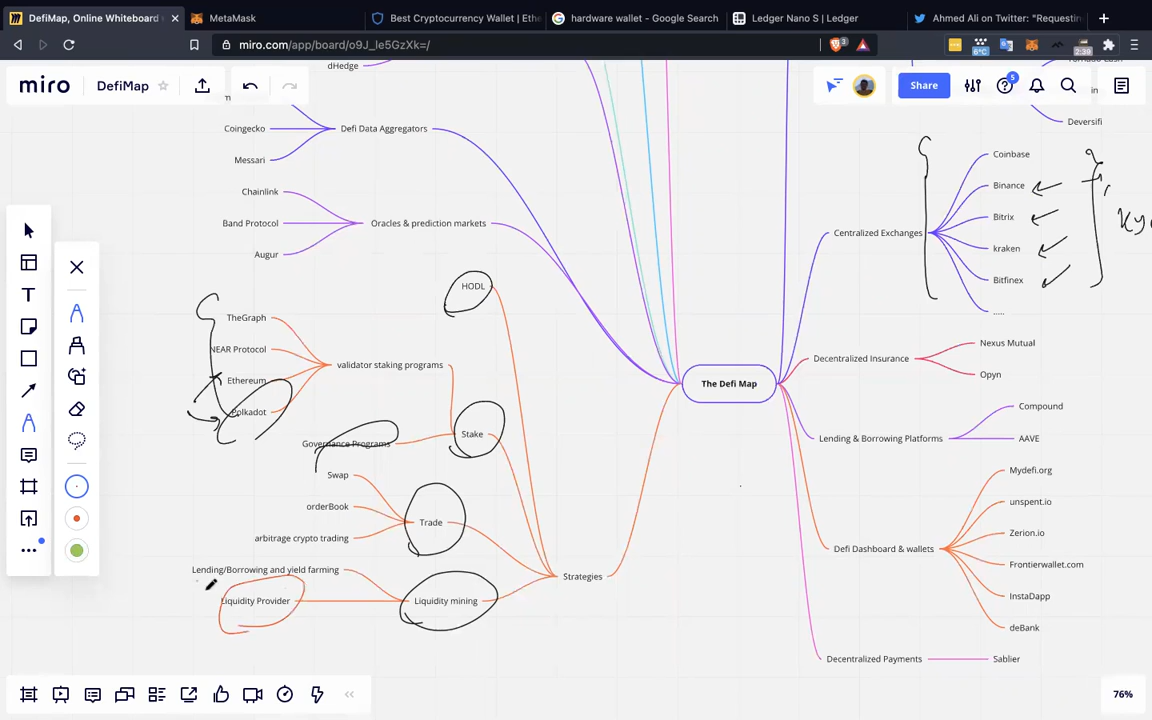 DefiMap, Online Whiteboard
MetaMask
Best Cryptocurrency Wallet | Ethe
hardware wallet - Google Search
Ledger Nano S | Ledger
Ahmed Ali on Twitter: "Requestin
miro.com/app/board/o9J_le5GzXk=/
3
6°C
2:39
miro
DefiMap
Share
5
dHedge
Coingecko
Messari
Defi Data Aggregators
Chainlink
Band Protocol
Augur
Oracles & prediction markets
HODL
TheGraph
NEAR Protocol
Ethereum
Polkadot
validator staking programs
Governance Programs
Stake
Swap
orderBook
arbitrage crypto trading
Trade
Lending/Borrowing and yield farming
Liquidity Provider
Liquidity mining
Strategies
The Defi Map
Deversifi
Centralized Exchanges
Coinbase
Binance
Bitrix
kraken
Bitfinex
.....
Decentralized Insurance
Nexus Mutual
Opyn
Lending & Borrowing Platforms
Compound
AAVE
Defi Dashboard & wallets
Mydefi.org
unspent.io
Zerion.io
Frontierwallet.com
InstaDapp
deBank
Decentralized Payments
Sablier
76%